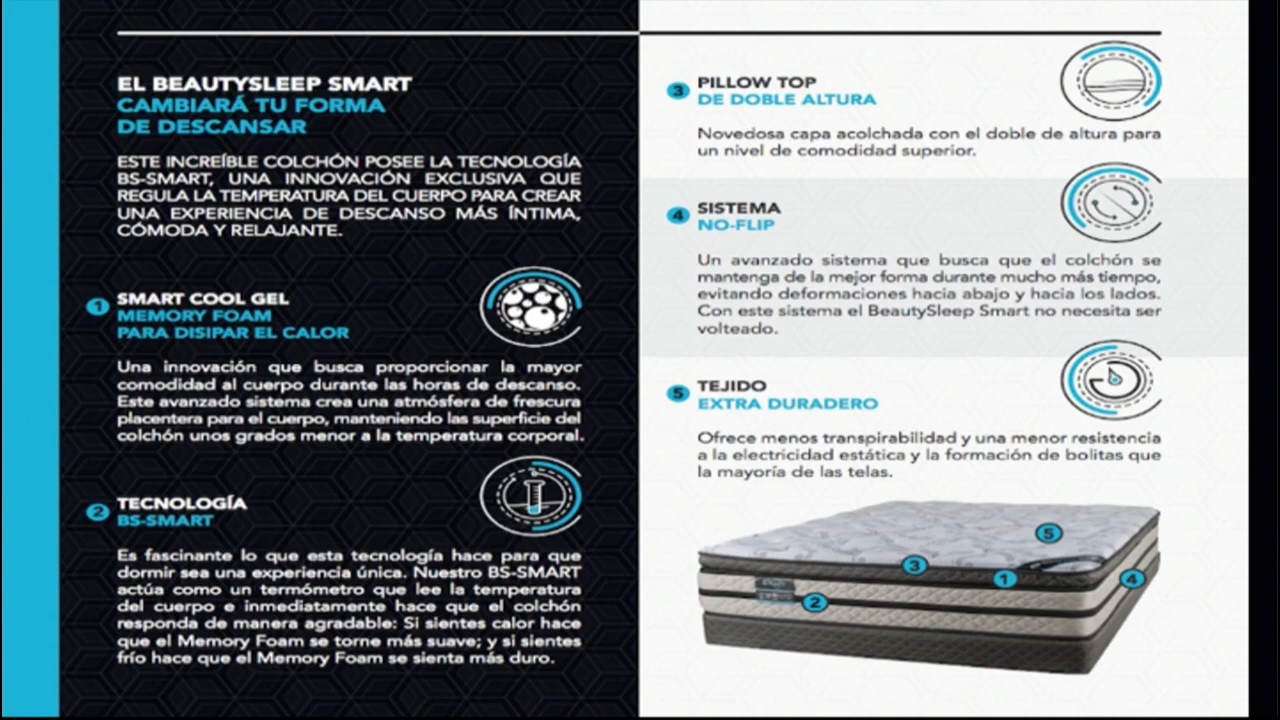 EL BEAUTYSLEEP SMART
CAMBIARÁ TU FORMA
DE DESCANSAR
ESTE INCREÍBLE COLCHÓN POSEE LA TECNOLOGÍA
BS-SMART, UNA INNOVACIÓN EXCLUSIVA QUE
REGULA LA TEMPERATURA DEL CUERPO PARA CREAR
UNA EXPERIENCIA DE DESCANSO MÁS ÍNTIMA,
CÓMODA Y RELAJANTE.
1 SMART COOL GEL
MEMORY FOAM
PARA DISIPAR EL CALOR
Una innovación que busca proporcionar la mayor
comodidad al cuerpo durante las horas de descanso.
Este avanzado sistema crea una atmósfera de frescura
placentera para el cuerpo, manteniendo las superficie del
colchón unos grados menor a la temperatura corporal.
2 TECNOLOGÍA
BS-SMART
Es fascinante lo que esta tecnología hace para que
dormir sea una experiencia única. Nuestro BS-SMART
actúa como un termómetro que lee la temperatura
del cuerpo e inmediatamente hace que el colchón
responda de manera agradable: Si sientes calor hace
que el Memory Foam se torne más suave; y si sientes
frío hace que el Memory Foam se sienta más duro.
3 PILLOW TOP
DE DOBLE ALTURA
Novedosa capa acolchada con el doble de altura para
un nivel de comodidad superior.
4 SISTEMA
NO-FLIP
Un avanzado sistema que busca que el colchón se
mantenga de la mejor forma durante mucho más tiempo,
evitando deformaciones hacia abajo y hacia los lados.
Con este sistema el BeautySleep Smart no necesita ser
volteado.
5 TEJIDO
EXTRA DURADERO
Ofrece menos transpirabilidad y una menor resistencia
a la electricidad estática y la formación de bolitas que
la mayoría de las telas.
5
3
1
4
2